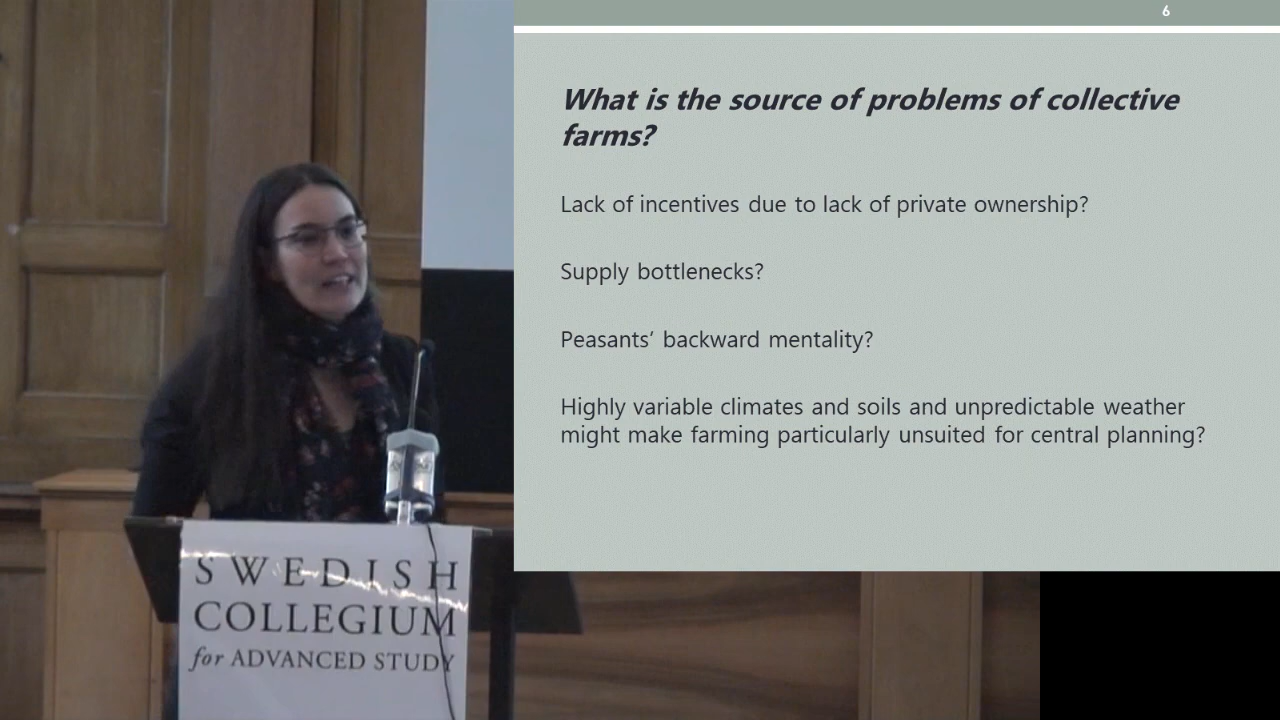 6
What is the source of problems of collective
farms?
Lack of incentives due to lack of private ownership?
Supply bottlenecks?
Peasants’ backward mentality?
Highly variable climates and soils and unpredictable weather
might make farming particularly unsuited for central planning?
SWEDISH
COLLEGIUM
for ADVANCED STUDY